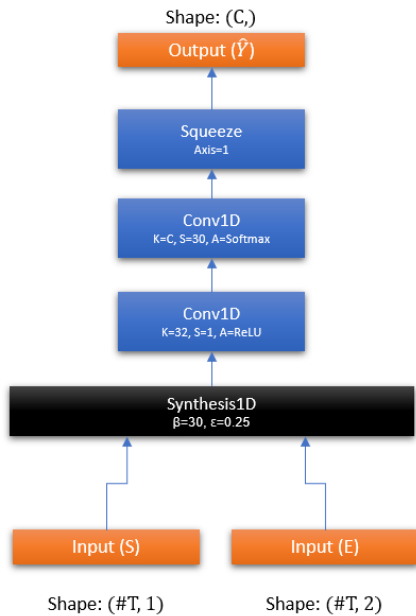 Shape: (C,)
Output (Ŷ)
Squeeze
Axis=1
Conv1D
K=C, S=30, A=Softmax
Conv1D
K=32, S=1, A=ReLU
Synthesis1D
β=30, ε=0.25
Input (S)
Input (E)
Shape: (#T, 1)
Shape: (#T, 2)